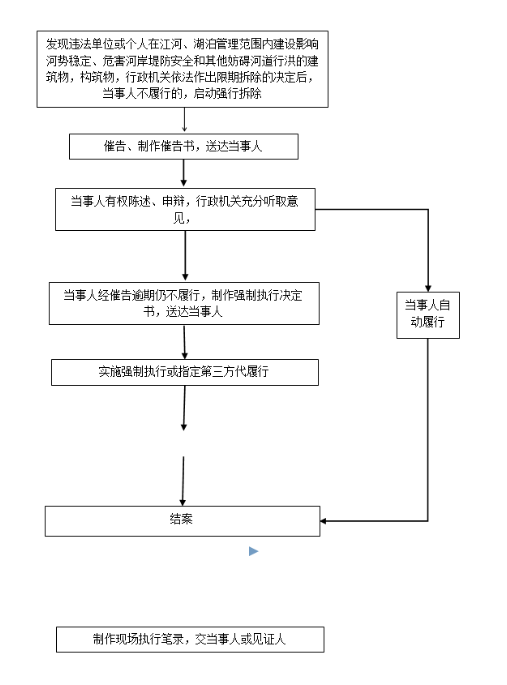 发现违法单位或个人在江河、湖泊管理范围内建设影响
河势稳定、危害河岸堤防安全和其他妨碍河道行洪的建
筑物，构筑物，行政机关依法作出限期拆除的决定后，
当事人不履行的，启动强行拆除
催告、制作催告书，送达当事人
当事人有权陈述、申辩，行政机关充分听取意
见，
当事人经催告逾期仍不履行，制作强制执行决定
书，送达当事人
当事人自
动履行
实施强制执行或指定第三方代履行
结案
制作现场执行笔录，交当事人或见证人